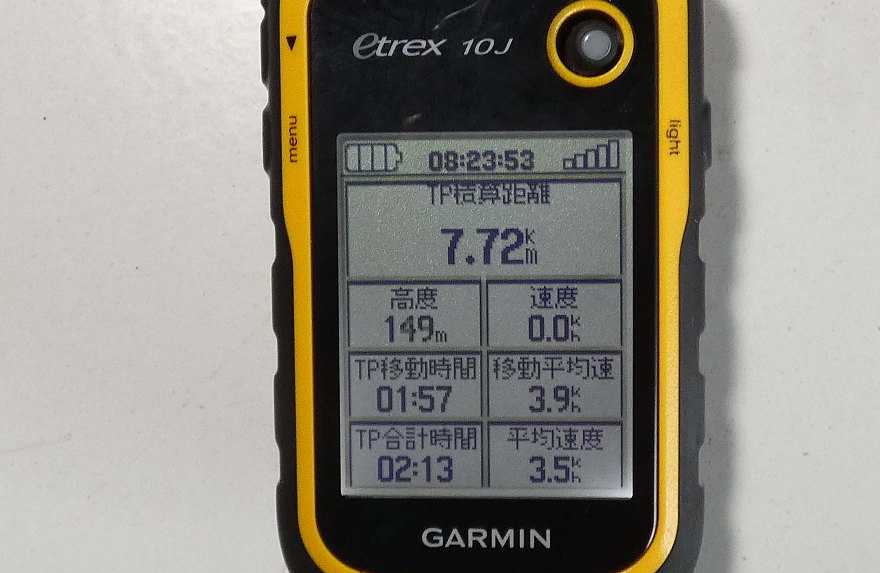 etrex 10J
menu
light
08:23:53
TP積算距離
7.72km
高度 速度
149m 0.0kh
TP移動時間 移動平均速
01:57 3.9kh
TP合計時間 平均速度
02:13 3.5kh
GARMIN